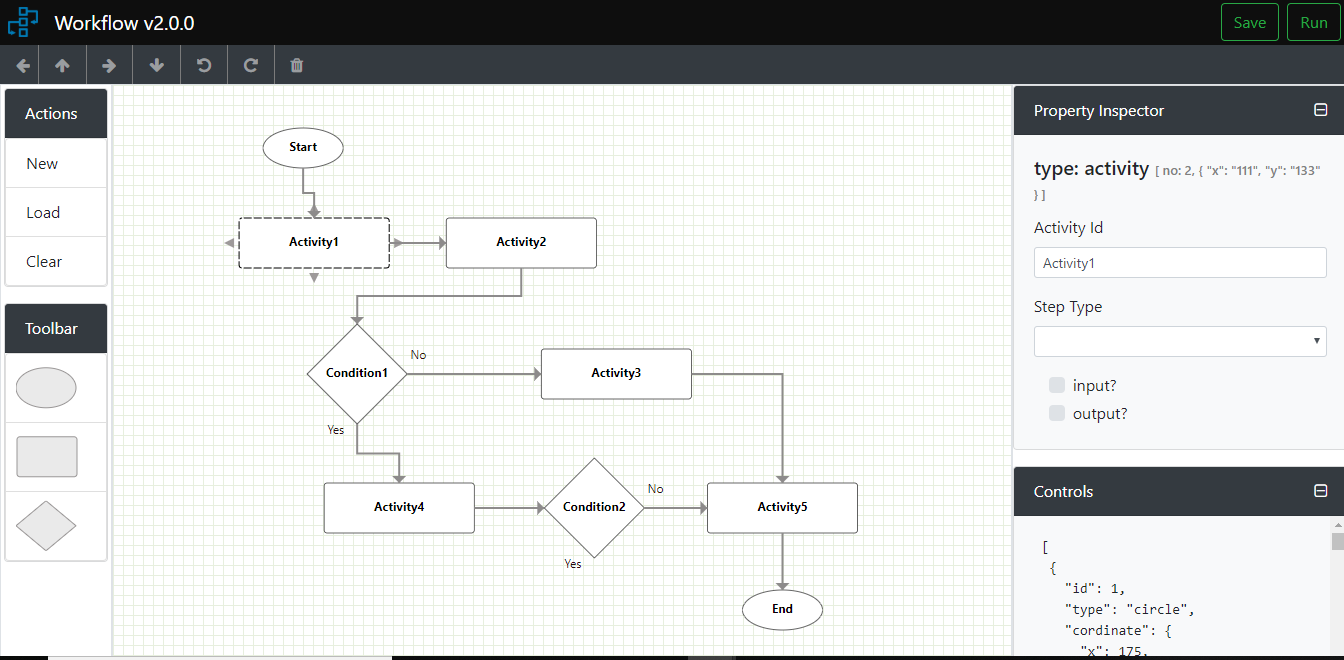 Workflow v2.0.0
Save
Run
Actions
New
Load
Clear
Toolbar
Start
Activity1
Activity2
Condition1
No
Yes
Activity3
Activity4
Condition2
No
Yes
Activity5
End
Property Inspector
type: activity [ no: 2, { "x": "111", "y": "133"
} ]
Activity Id
Activity1
Step Type
input?
output?
Controls
[
{
"id": 1,
"type": "circle",
"cordinate": {
"x": 175,